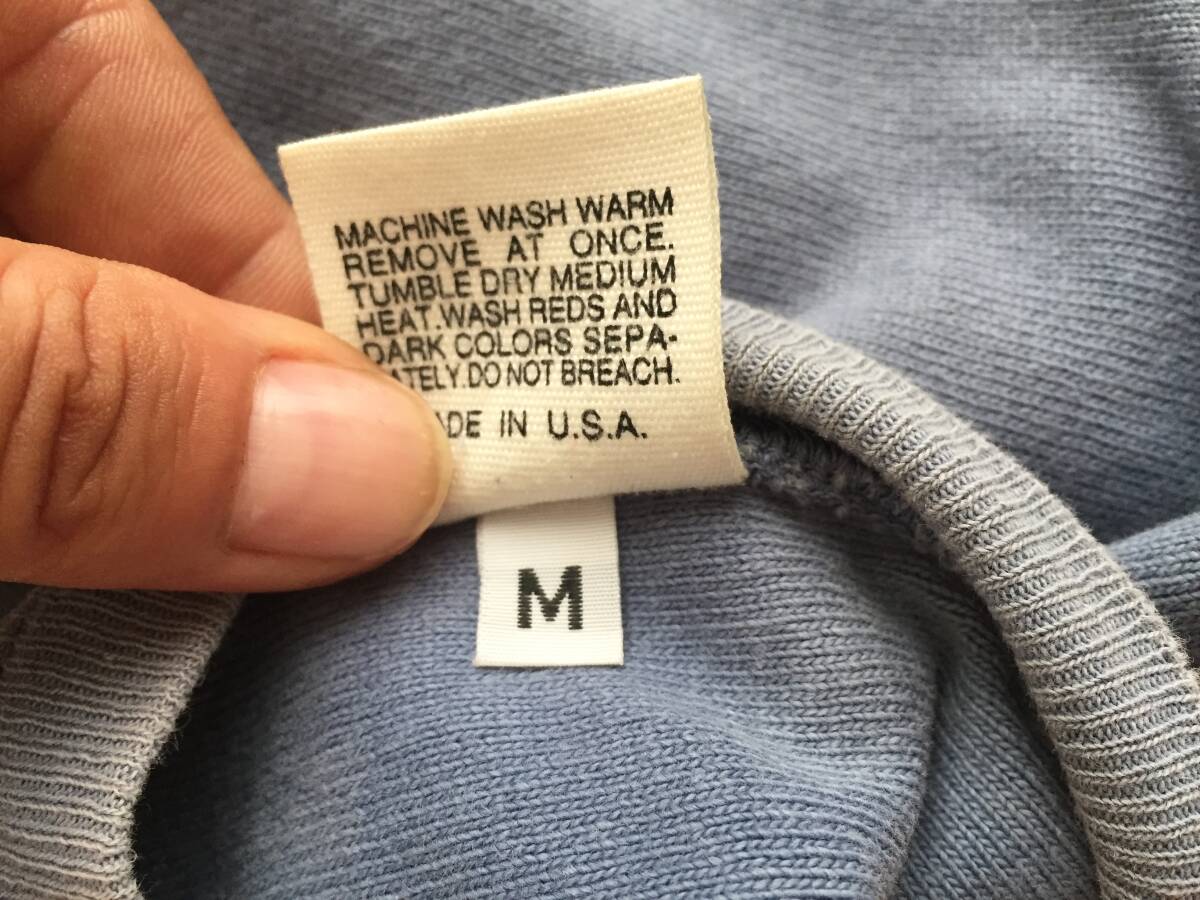 MACHINE WASH WARM
REMOVE AT ONCE.
TUMBLE DRY MEDIUM
HEAT.WASH REDS AND
DARK COLORS SEPA-
ATELY.DO NOT BREACH.
ADE IN U.S.A.
M